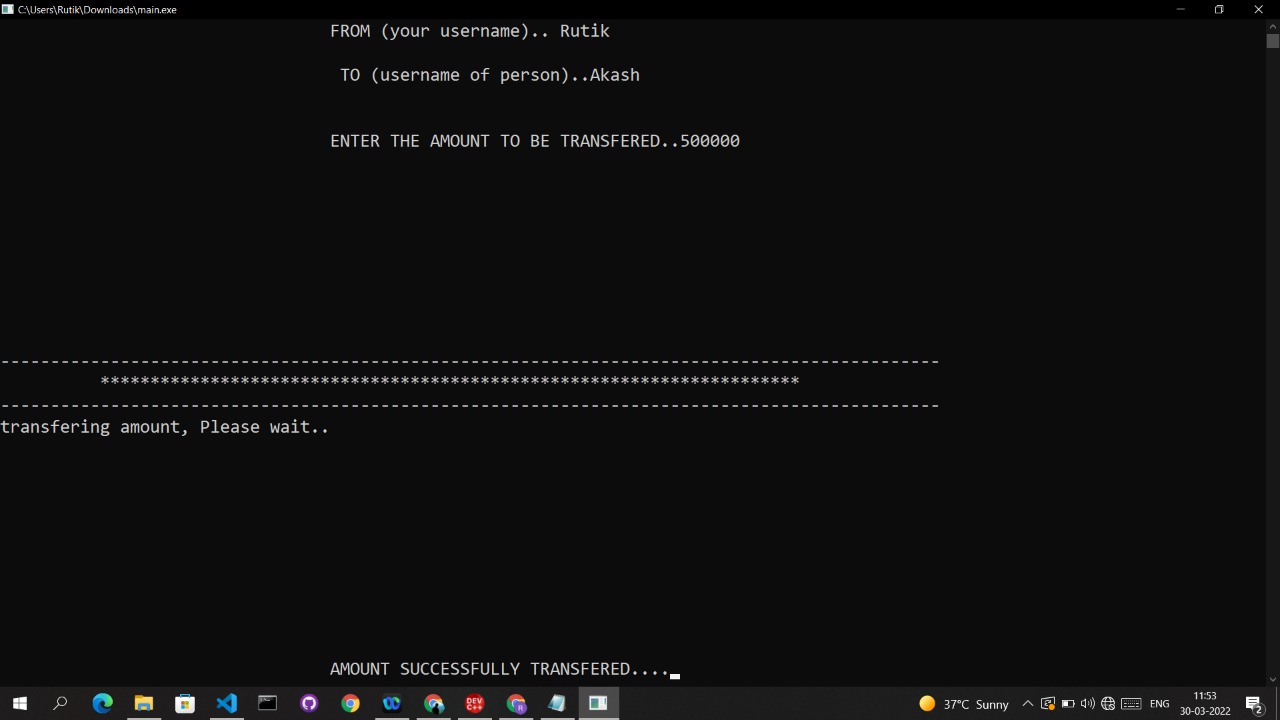 C:\Users\Rutik\Downloads\main.exe
FROM (your username).. Rutik
TO (username of person)..Akash
ENTER THE AMOUNT TO BE TRANSFERED..500000
----------------------------------------------------------------------------------------------
**********************************************************************
----------------------------------------------------------------------------------------------
transfering amount, Please wait..
AMOUNT SUCCESSFULLY TRANSFERED....
DEV C++
R
37°C Sunny
ENG
11:53
30-03-2022
2